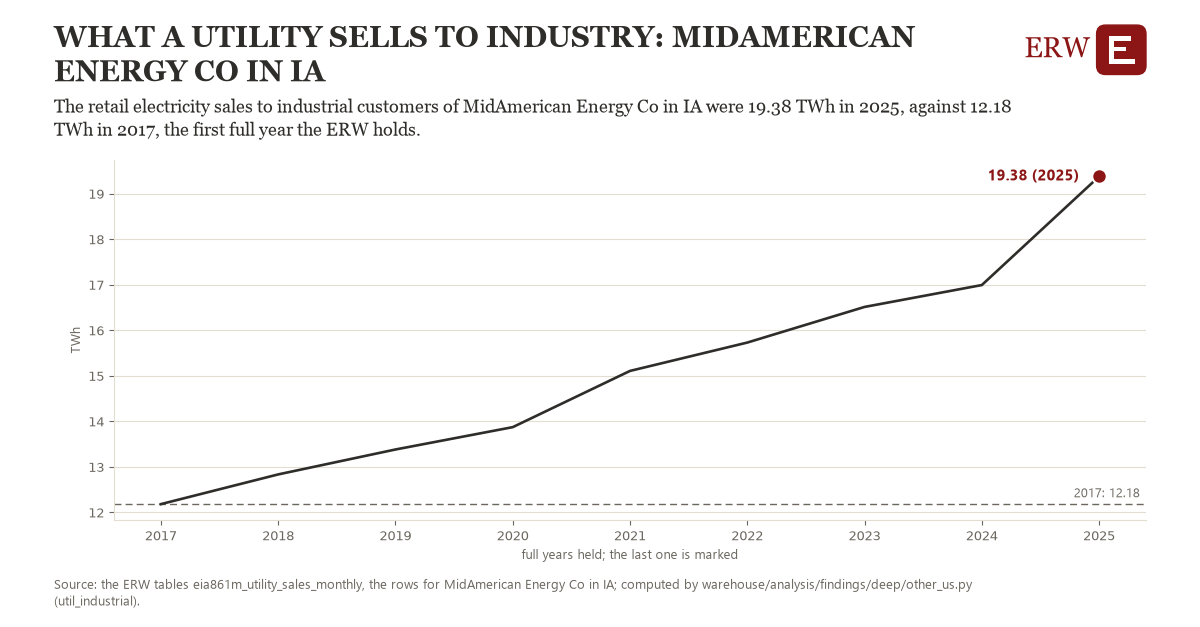 WHAT A UTILITY SELLS TO INDUSTRY: MIDAMERICAN
ENERGY CO IN IA
ERW E
The retail electricity sales to industrial customers of MidAmerican Energy Co in IA were 19.38 TWh in 2025, against 12.18
TWh in 2017, the first full year the ERW holds.
19.38 (2025)
19
18
17
16
TWh
15
14
13
2017: 12.18
12
2017 2018 2019 2020 2021 2022 2023 2024 2025
full years held; the last one is marked
Source: the ERW tables eia861m_utility_sales_monthly, the rows for MidAmerican Energy Co in IA; computed by warehouse/analysis/findings/deep/other_us.py
(util_industrial).